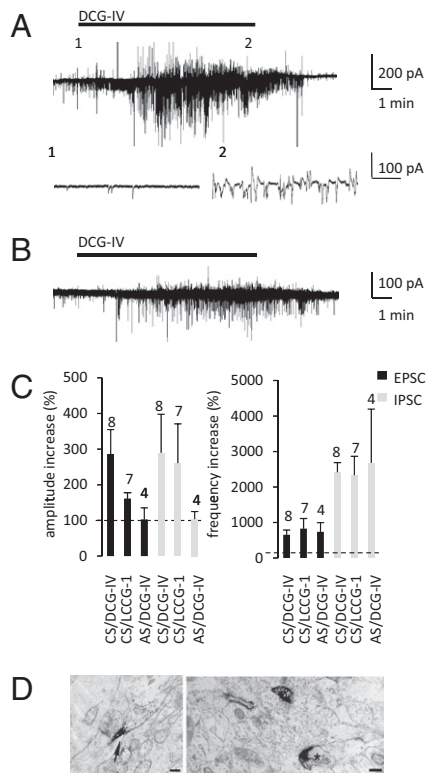 A
DCG-IV
1 2
200 pA
1 min
1 2
100 pA
B
DCG-IV
100 pA
1 min
C
EPSC
IPSC
amplitude increase (%)
500
400
300
200
100
0
8 7 4 8 7 4
CS/DCG-IV
CS/LCCG-1
AS/DCG-IV
CS/DCG-IV
CS/LCCG-1
AS/DCG-IV
frequency increase (%)
5000
4000
3000
2000
1000
0
8 7 4 8 7 4
CS/DCG-IV
CS/LCCG-1
AS/DCG-IV
CS/DCG-IV
CS/LCCG-1
AS/DCG-IV
D